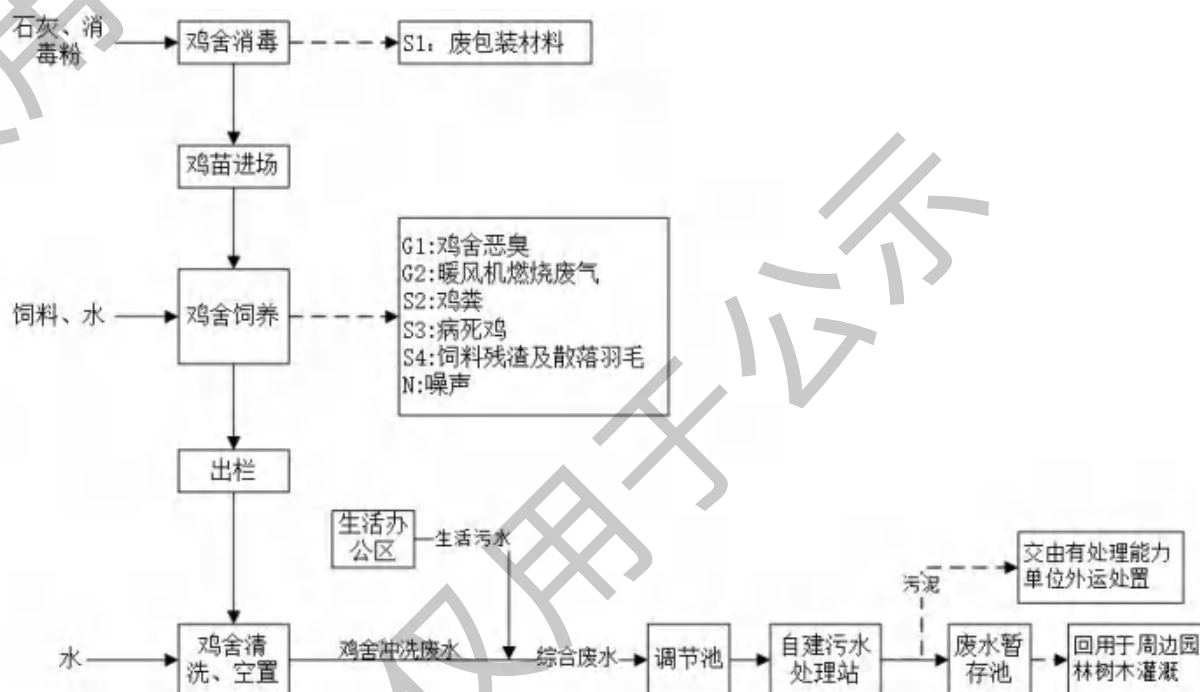 石灰、消
毒粉
鸡舍消毒
S1：废包装材料
鸡苗进场
饲料、水
鸡舍饲养
G1:鸡舍恶臭
G2:暖风机燃烧废气
S2:鸡粪
S3:病死鸡
S4:饲料残渣及散落羽毛
N:噪声
出栏
生活办
公区
生活污水
交由有处理能力
单位外运处置
污泥
水
鸡舍清
洗、空置
鸡舍冲洗废水
综合废水
调节池
自建污水
处理站
废水暂
存池
回用于周边园
林树木灌溉
仅用于公示
用